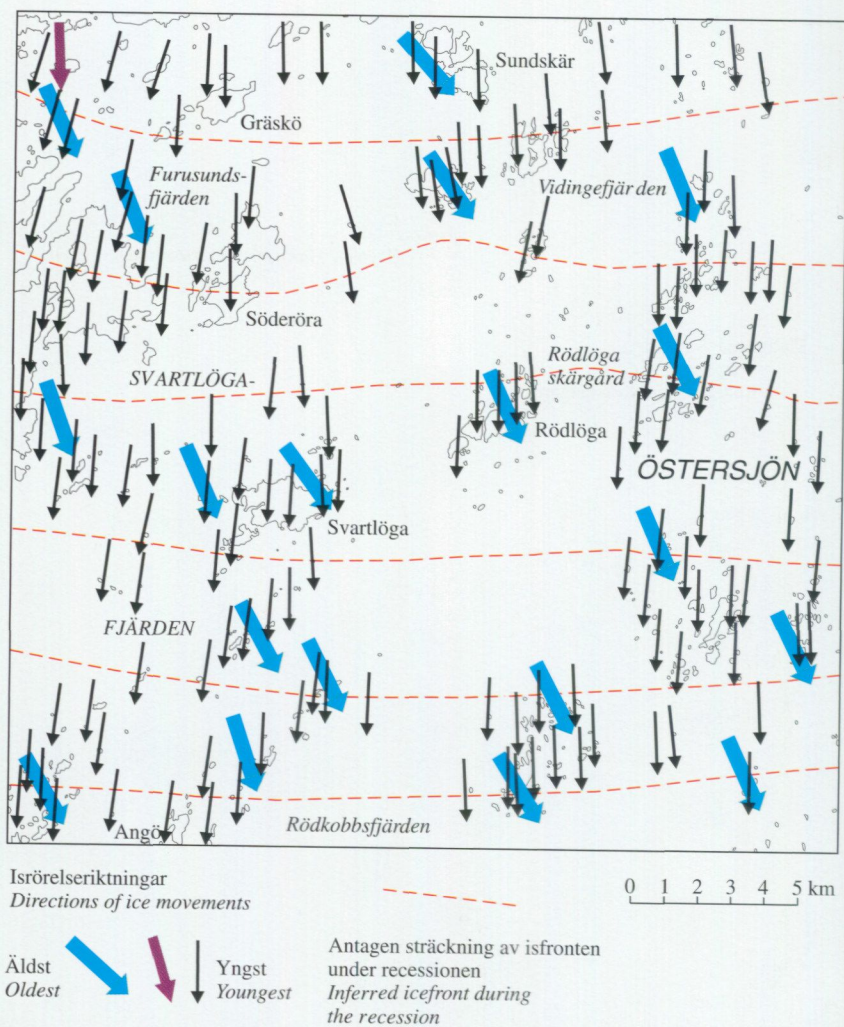 Sundskär
Gräskö
Furusunds-
fjärden
Vidingefjärden
Söderöra
SVARTLÖGA-
Rödlöga
skärgård
Rödlöga
ÖSTERSJÖN
Svartlöga
FJÄRDEN
Angö
Rödkobbsfjärden
Isrörelseriktningar
Directions of ice movements
0 1 2 3 4 5 km
Äldst
Oldest
Yngst
Youngest
Antagen sträckning av isfronten
under recessionen
Inferred icefront during
the recession